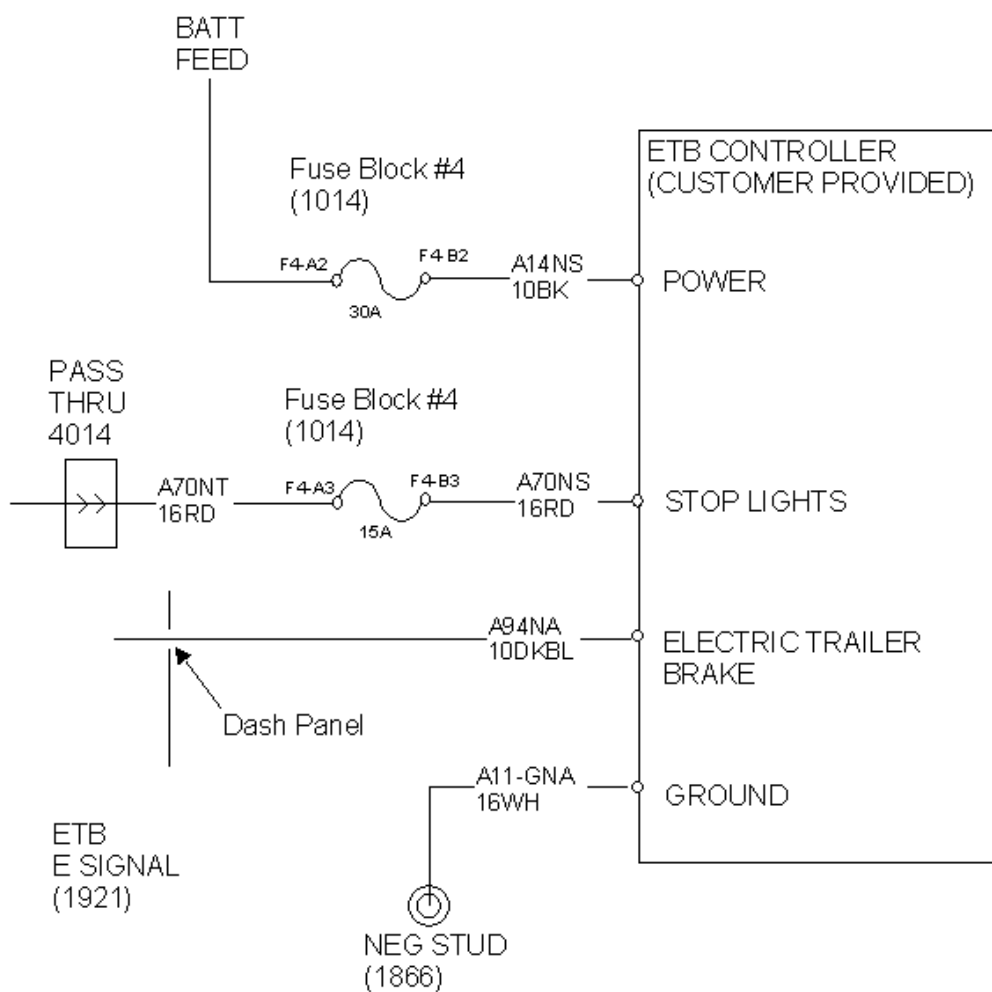 BATT
FEED
ETB CONTROLLER
(CUSTOMER PROVIDED)
Fuse Block #4
(1014)
F4-A2
F4-B2
30A
A14NS
10BK
POWER
PASS
THRU
4014
Fuse Block #4
(1014)
A70NT
16RD
F4-A3
F4-B3
15A
A70NS
16RD
STOP LIGHTS
A94NA
10DKBL
ELECTRIC TRAILER
BRAKE
Dash Panel
A11-GNA
16WH
GROUND
ETB
E SIGNAL
(1921)
NEG STUD
(1866)